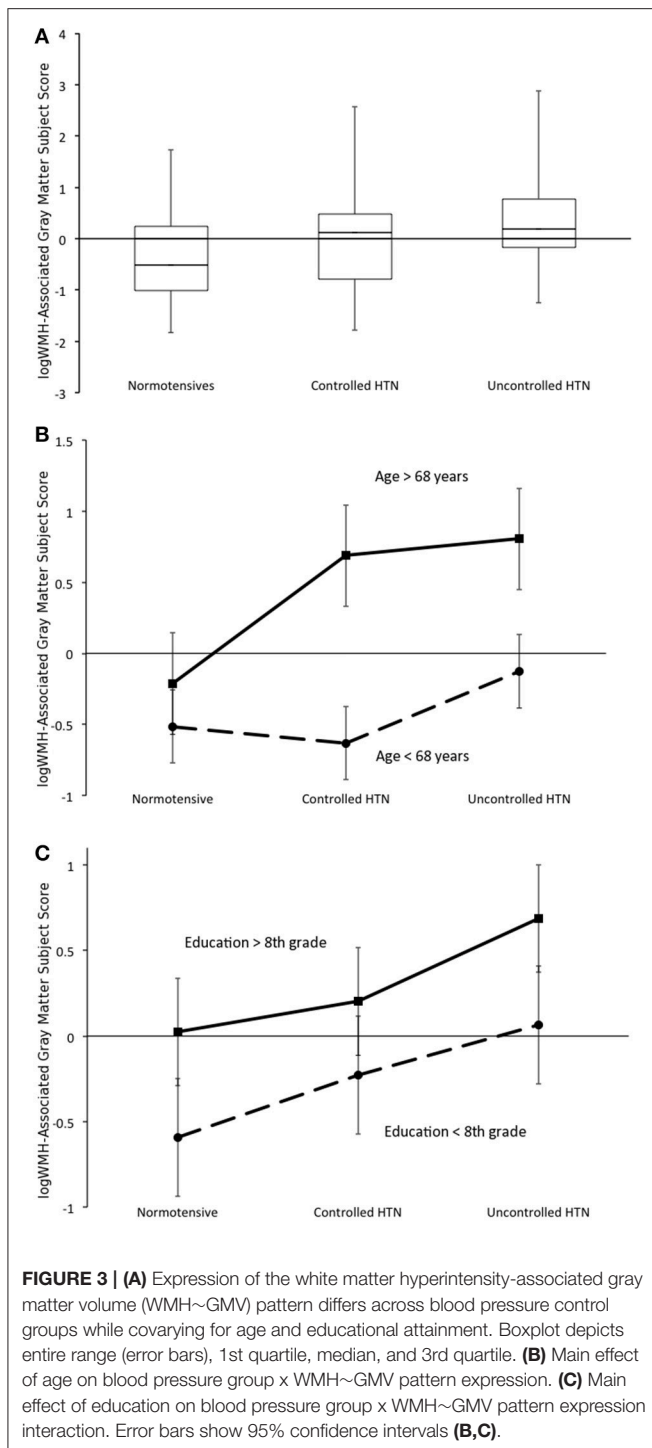 A
logWMH-Associated Gray Matter Subject Score
4
3
2
1
0
-1
-2
-3
Normotensives Controlled HTN Uncontrolled HTN
B
logWMH-Associated Gray Matter Subject Score
1.5
1
0.5
0
-0.5
-1
Age > 68 years
Age < 68 years
Normotensive Controlled HTN Uncontrolled HTN
C
logWMH-Associated Gray Matter Subject Score
1
0.5
0
-0.5
-1
Education > 8th grade
Education < 8th grade
Normotensive Controlled HTN Uncontrolled HTN
FIGURE 3 | (A) Expression of the white matter hyperintensity-associated gray
matter volume (WMH~GMV) pattern differs across blood pressure control
groups while covarying for age and educational attainment. Boxplot depicts
entire range (error bars), 1st quartile, median, and 3rd quartile. (B) Main effect
of age on blood pressure group x WMH~GMV pattern expression. (C) Main
effect of education on blood pressure group x WMH~GMV pattern expression
interaction. Error bars show 95% confidence intervals (B,C).